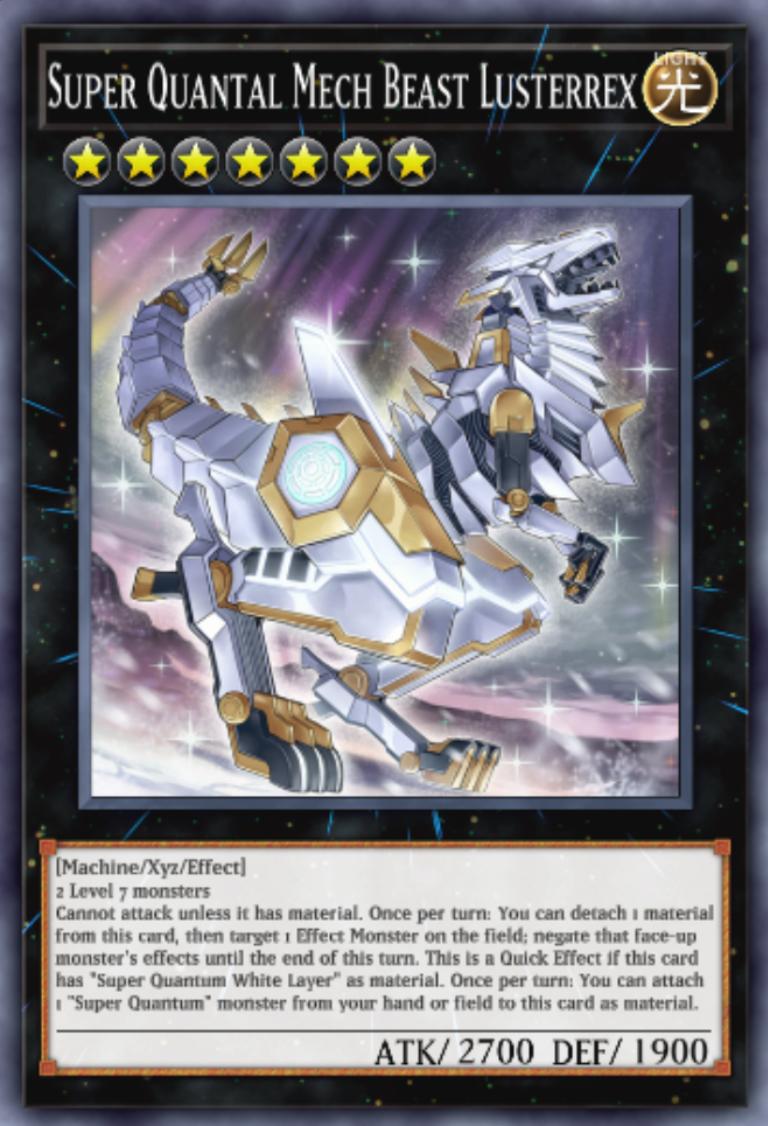 SUPER QUANTAL MECH BEAST LUSTERREX
LIGHT
光
[Machine/Xyz/Effect]
2 Level 7 monsters
Cannot attack unless it has material. Once per turn: You can detach 1 material
from this card, then target 1 Effect Monster on the field; negate that face-up
monster's effects until the end of this turn. This is a Quick Effect if this card
has "Super Quantum White Layer" as material. Once per turn: You can attach
1 "Super Quantum" monster from your hand or field to this card as material.
ATK/ 2700 DEF/ 1900